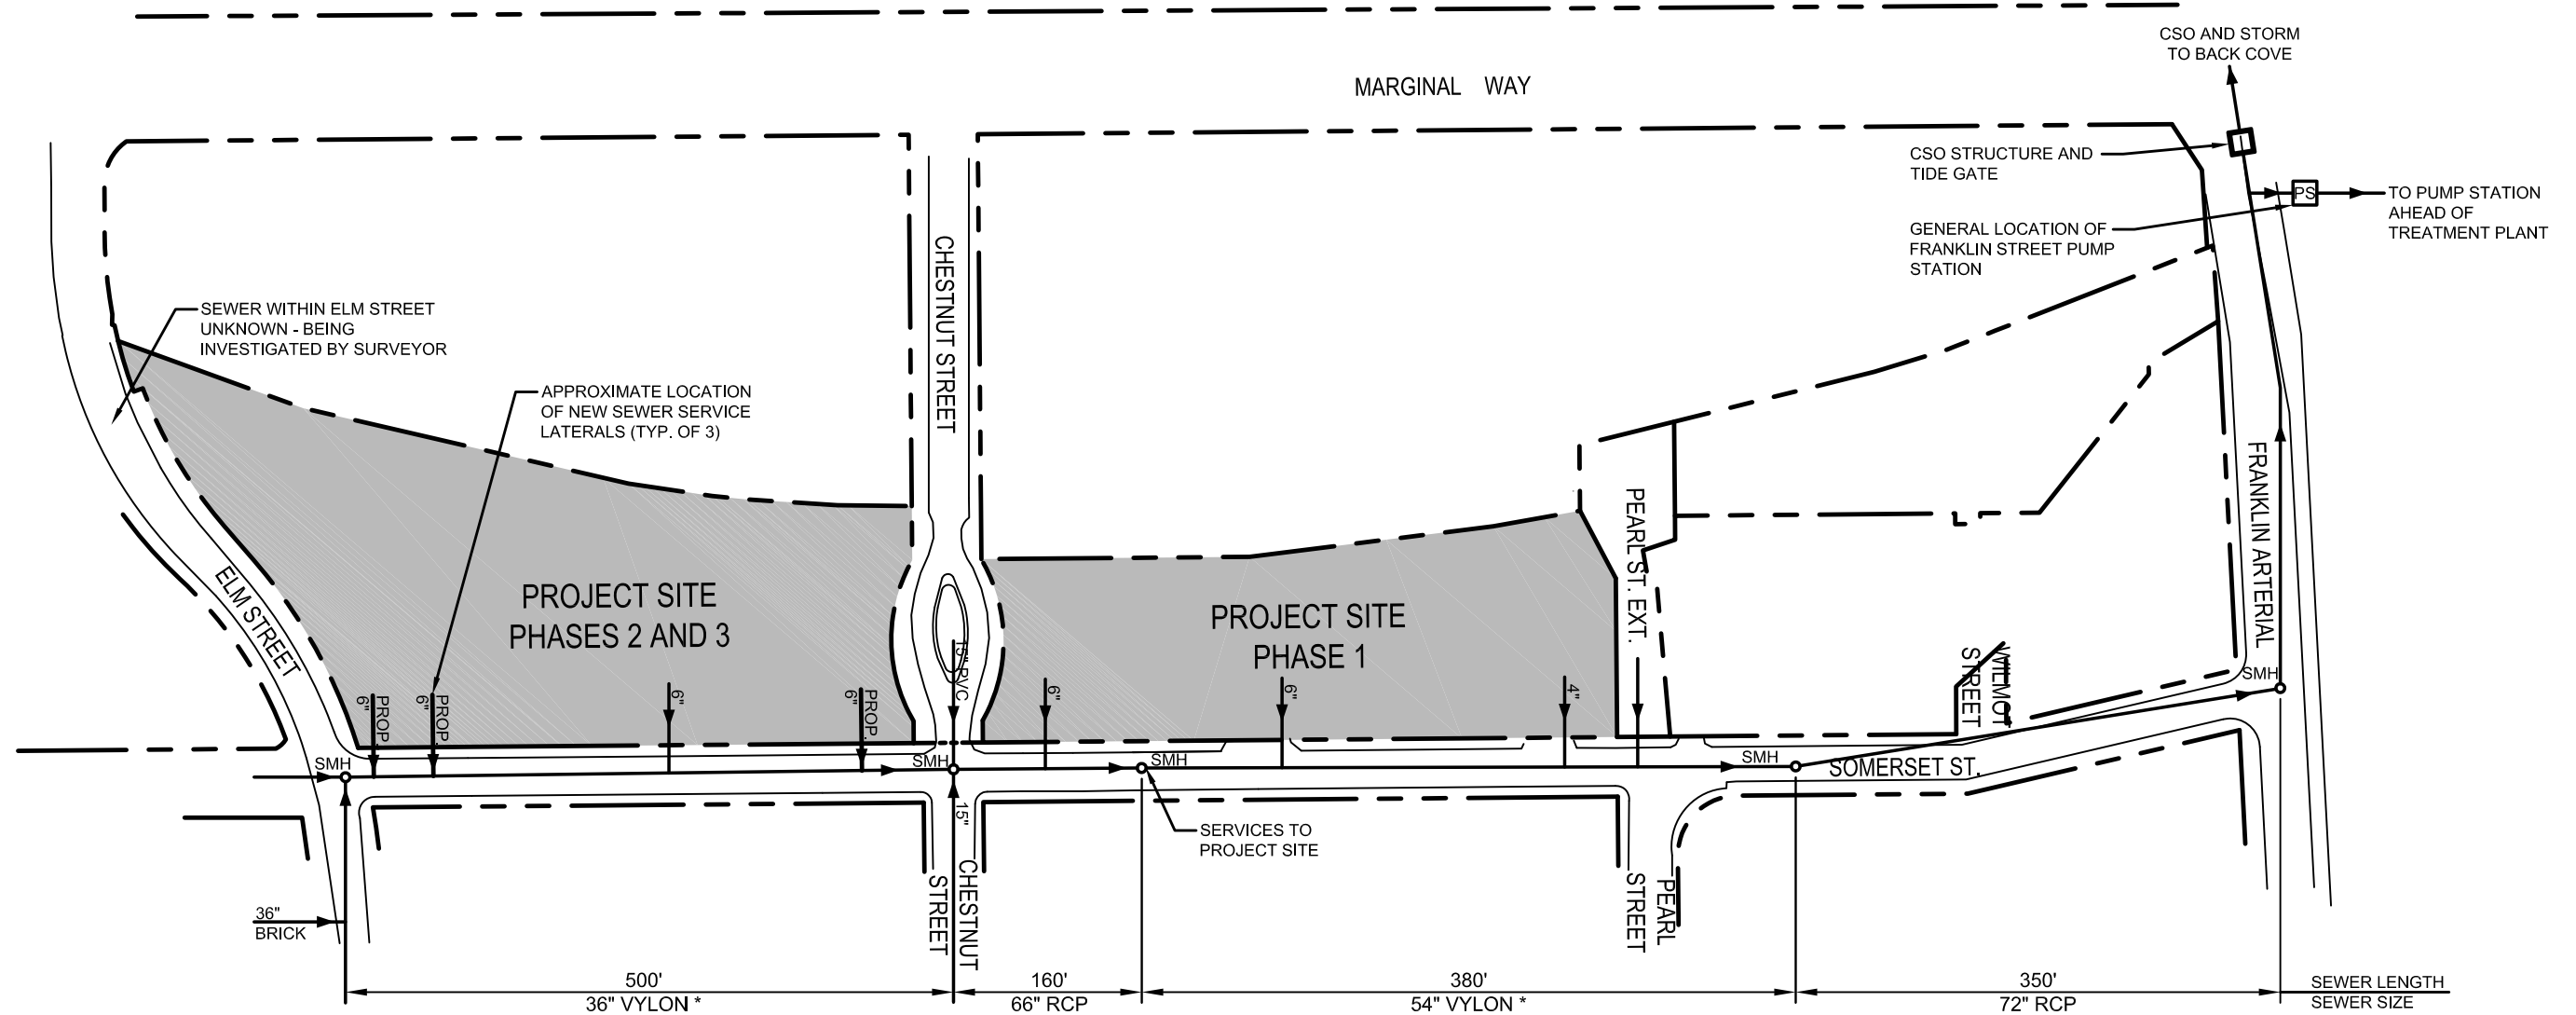 CSO AND STORM
TO BACK COVE
MARGINAL WAY
CSO STRUCTURE AND
TIDE GATE
PS
TO PUMP STATION
AHEAD OF
TREATMENT PLANT
GENERAL LOCATION OF
FRANKLIN STREET PUMP
STATION
CHESTNUT STREET
SEWER WITHIN ELM STREET
UNKNOWN - BEING
INVESTIGATED BY SURVEYOR
APPROXIMATE LOCATION
OF NEW SEWER SERVICE
LATERALS (TYP. OF 3)
ELM STREET
PROJECT SITE
PHASES 2 AND 3
PROJECT SITE
PHASE 1
PEARL ST. EXT.
FRANKLIN ARTERIAL
WILMOT
STREET
PROP.
6"
PROP.
6"
6"
PROP.
6"
15" PVC
6"
6"
4"
SMH
SMH
SMH
SMH
SMH
SOMERSET ST.
15"
SERVICES TO
PROJECT SITE
CHESTNUT
STREET
PEARL
STREET
36"
BRICK
500'
36" VYLON *
160'
66" RCP
380'
54" VYLON *
350'
72" RCP
SEWER LENGTH
SEWER SIZE